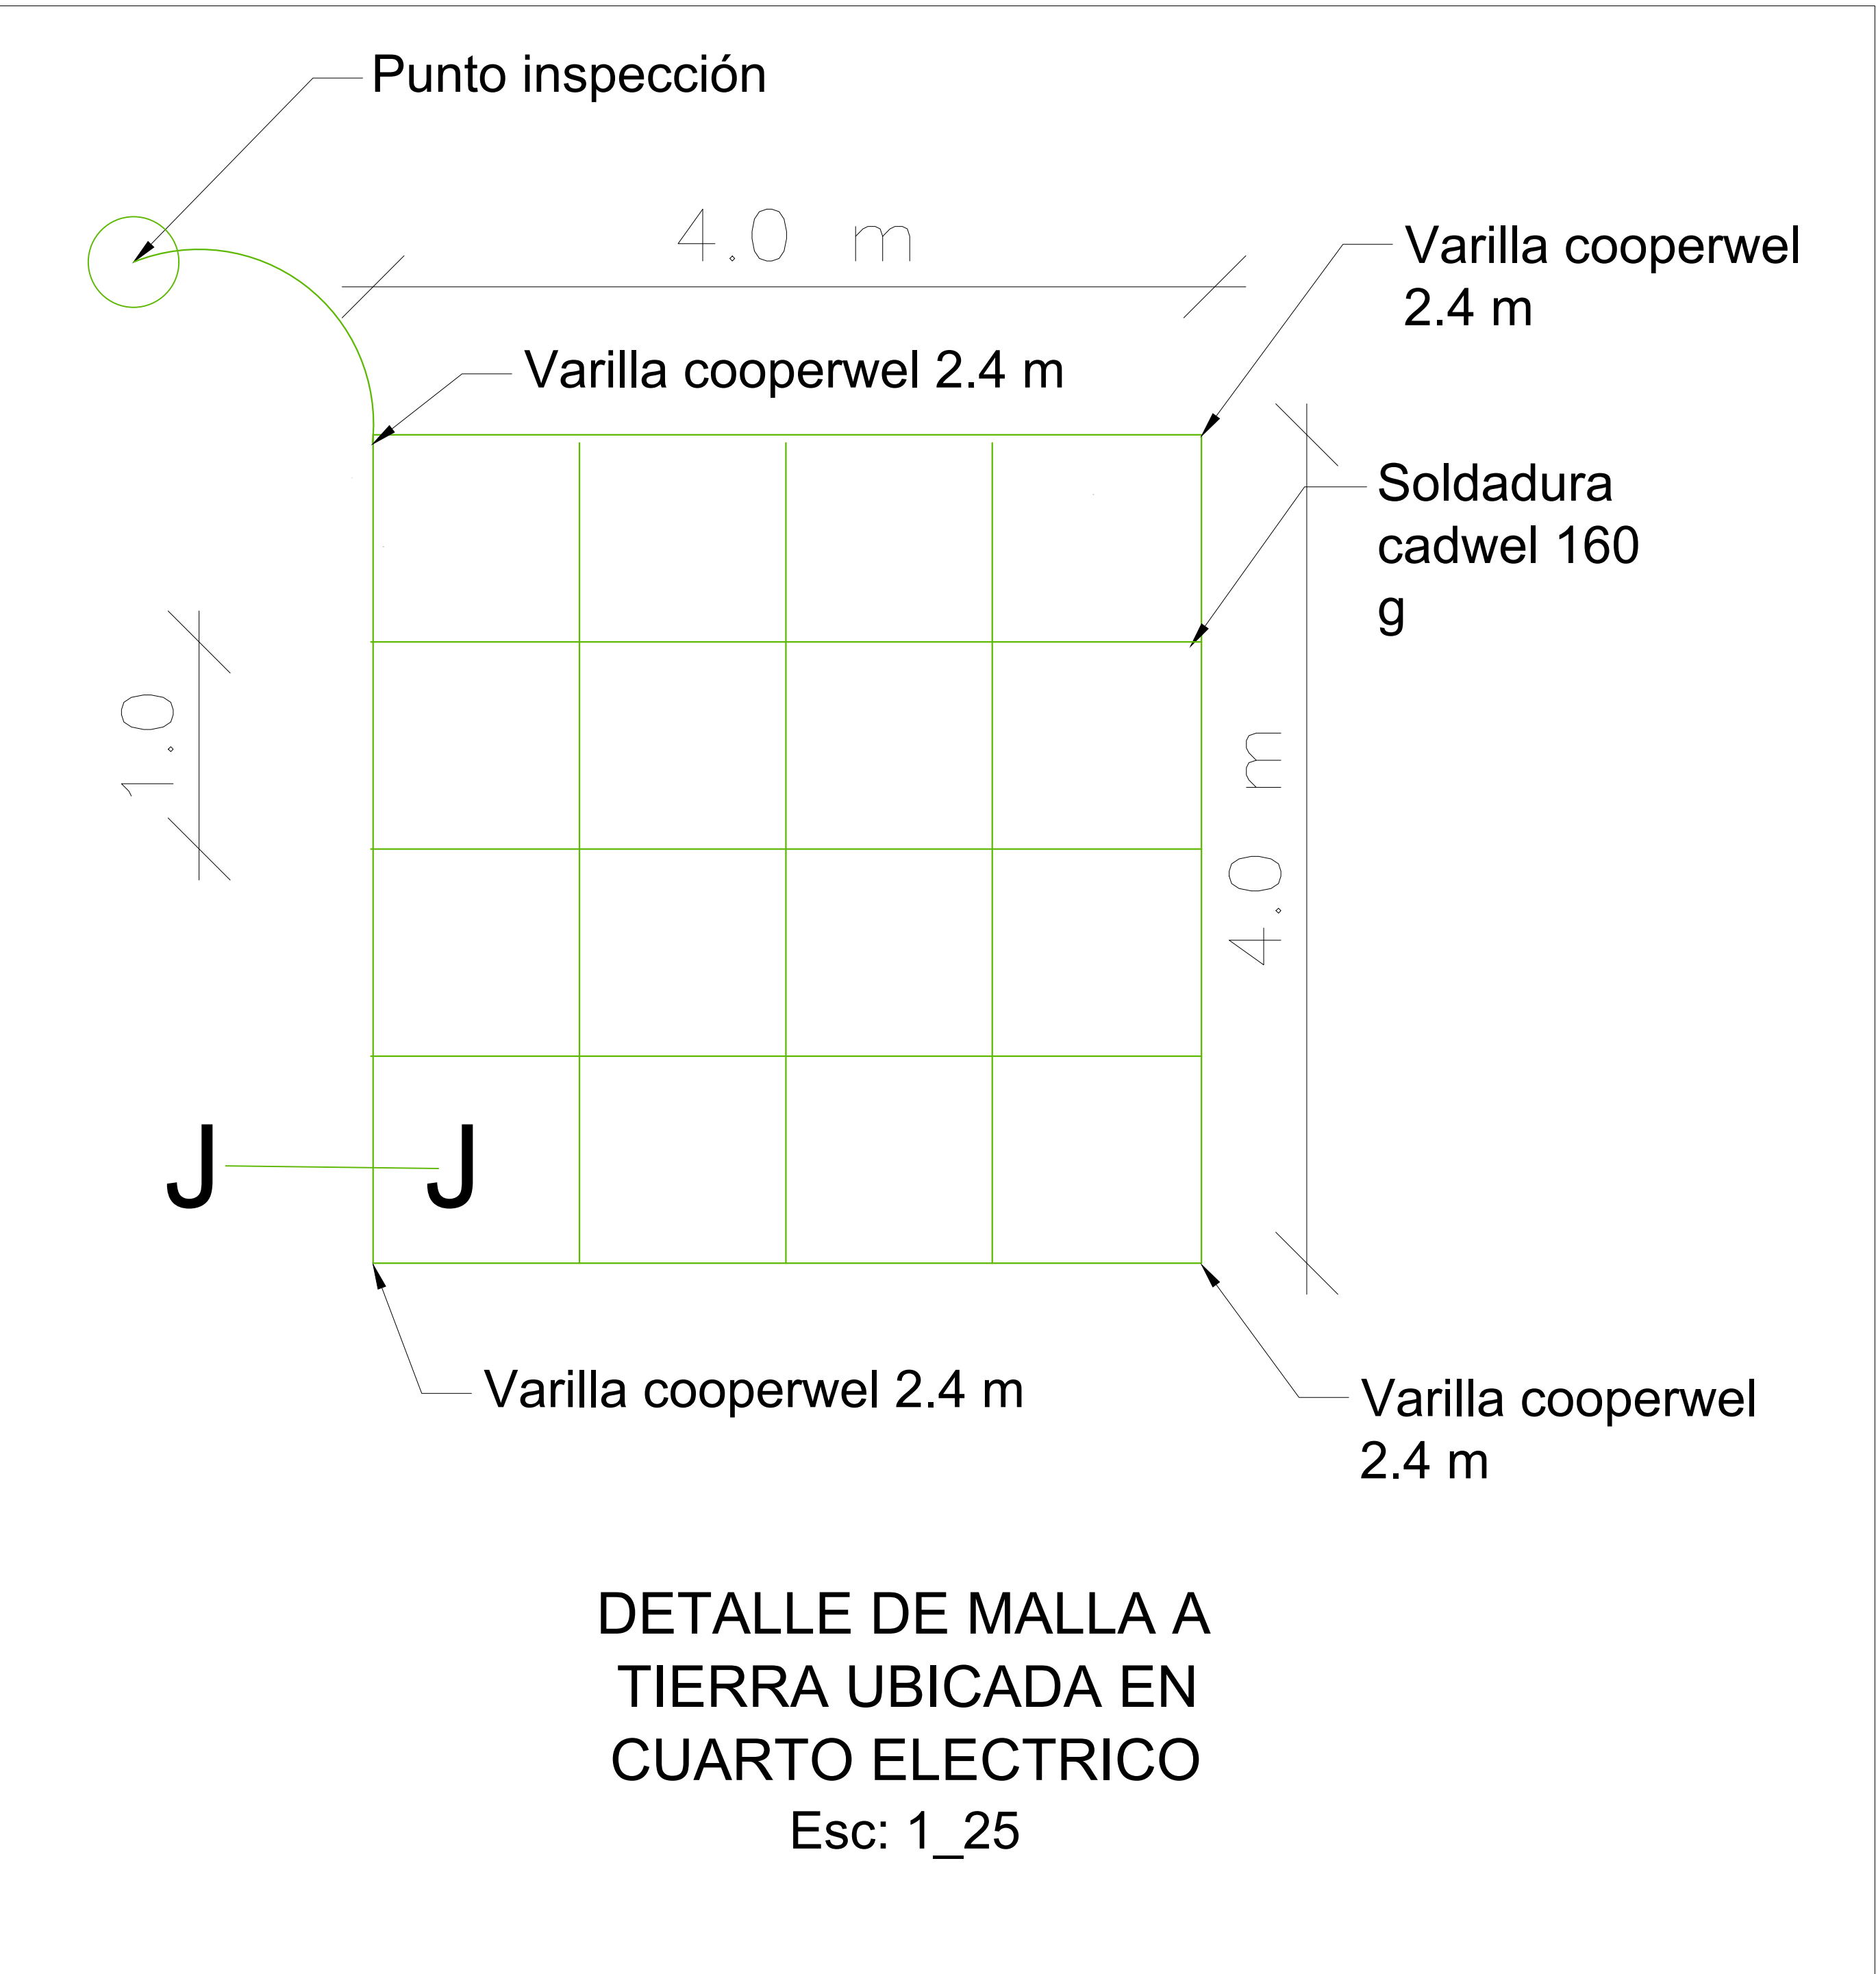 Punto inspección
4.0 m
Varilla cooperwel
2.4 m
Varilla cooperwel 2.4 m
Soldadura
cadwel 160
g
1.0
4.0 m
J
J
Varilla cooperwel 2.4 m
Varilla cooperwel
2.4 m
DETALLE DE MALLA A
TIERRA UBICADA EN
CUARTO ELECTRICO
Esc: 1_25